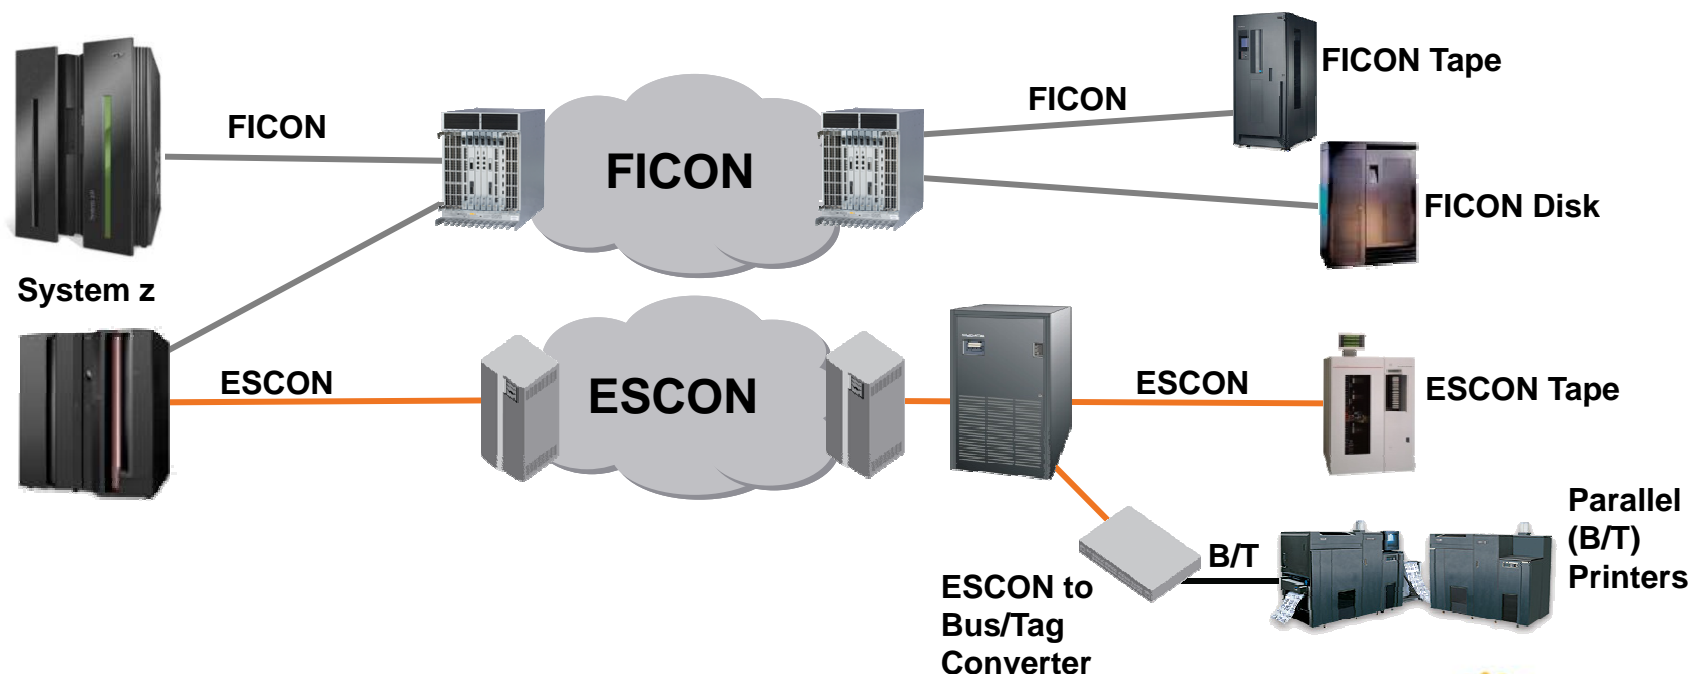 FICON Tape
FICON
FICON
FICON
FICON Disk
System z
ESCON
ESCON
ESCON
ESCON Tape
Parallel
(B/T)
Printers
B/T
ESCON to
Bus/Tag
Converter